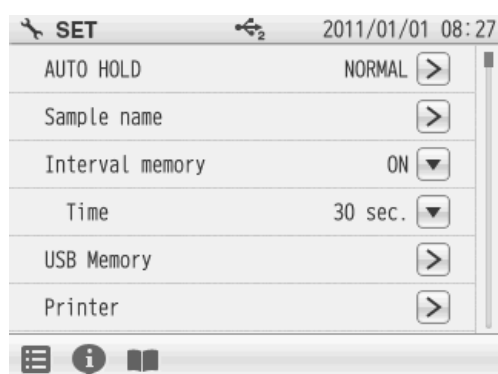 SET 2 2011/01/01 08:27
AUTO HOLD NORMAL
Sample name
Interval memory ON
Time 30 sec.
USB Memory
Printer